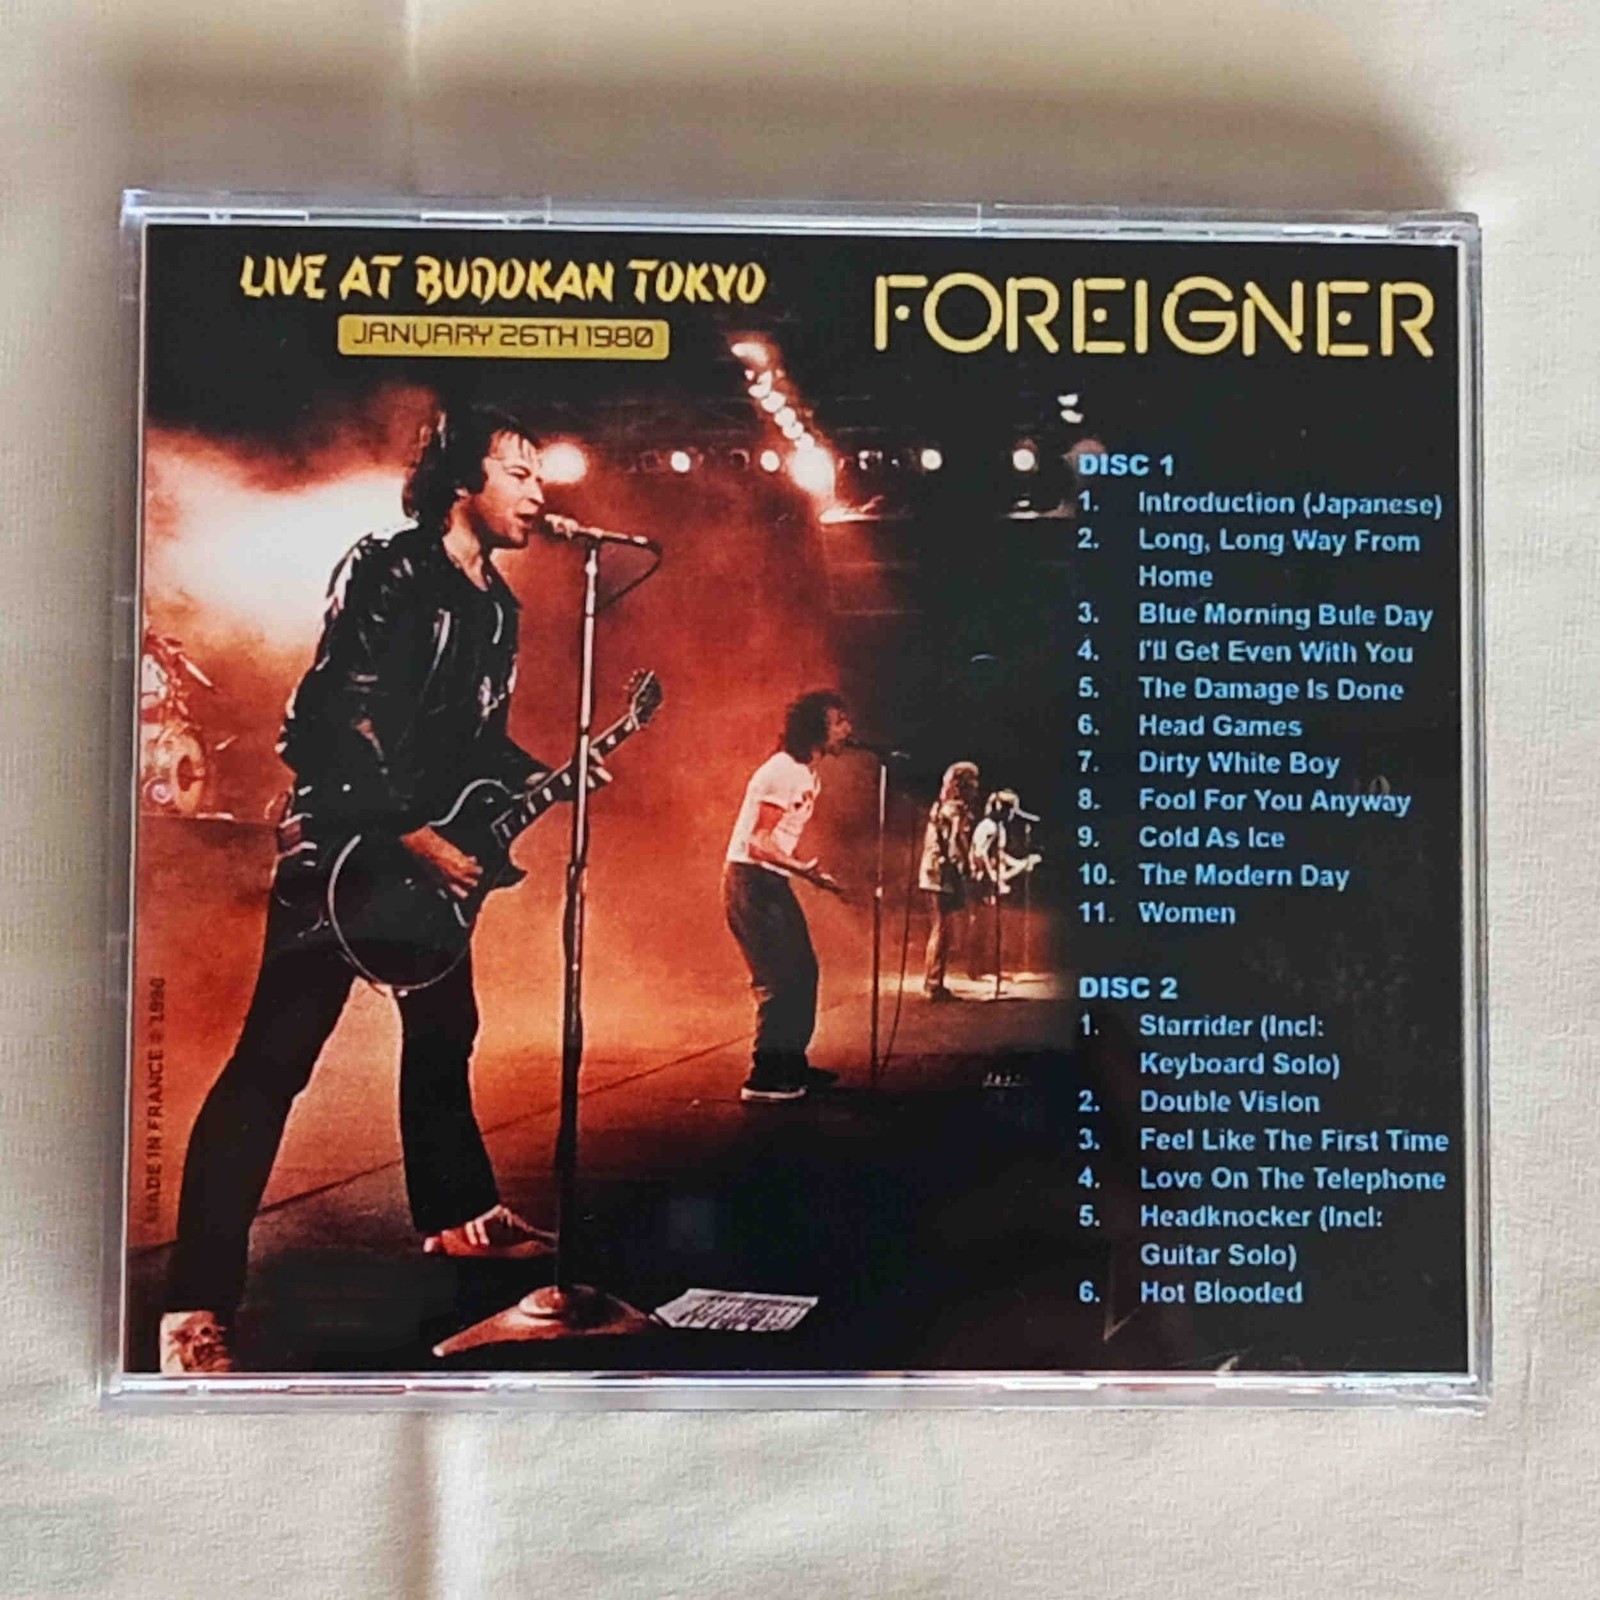 LIVE AT BUDOKAN TOKYO
JANUARY 26TH 1980
FOREIGNER
DISC 1
1. Introduction (Japanese)
2. Long, Long Way From
Home
3. Blue Morning Bule Day
4. I'll Get Even With You
5. The Damage Is Done
6. Head Games
7. Dirty White Boy
8. Fool For You Anyway
9. Cold As Ice
10. The Modern Day
11. Women
DISC 2
1. Starrider (Incl:
Keyboard Solo)
2. Double Vision
3. Feel Like The First Time
4. Love On The Telephone
5. Headknocker (Incl:
Guitar Solo)
6. Hot Blooded
MADE IN FRANCE